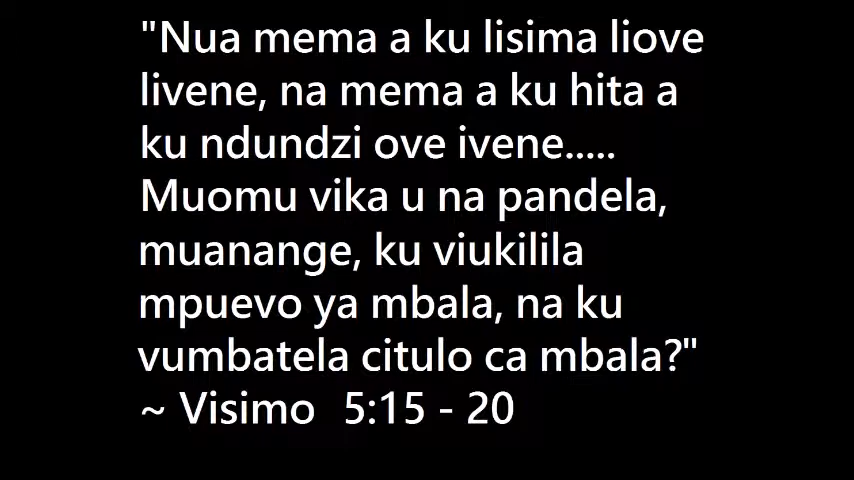 "Nua mema a ku lisima liove
livene, na mema a ku hita a
ku ndundzi ove ivene.....
Muomu vika u na pandela,
muanange, ku viukilila
mpuevo ya mbala, na ku
vumbatela citulo ca mbala?"
~ Visimo 5:15 - 20